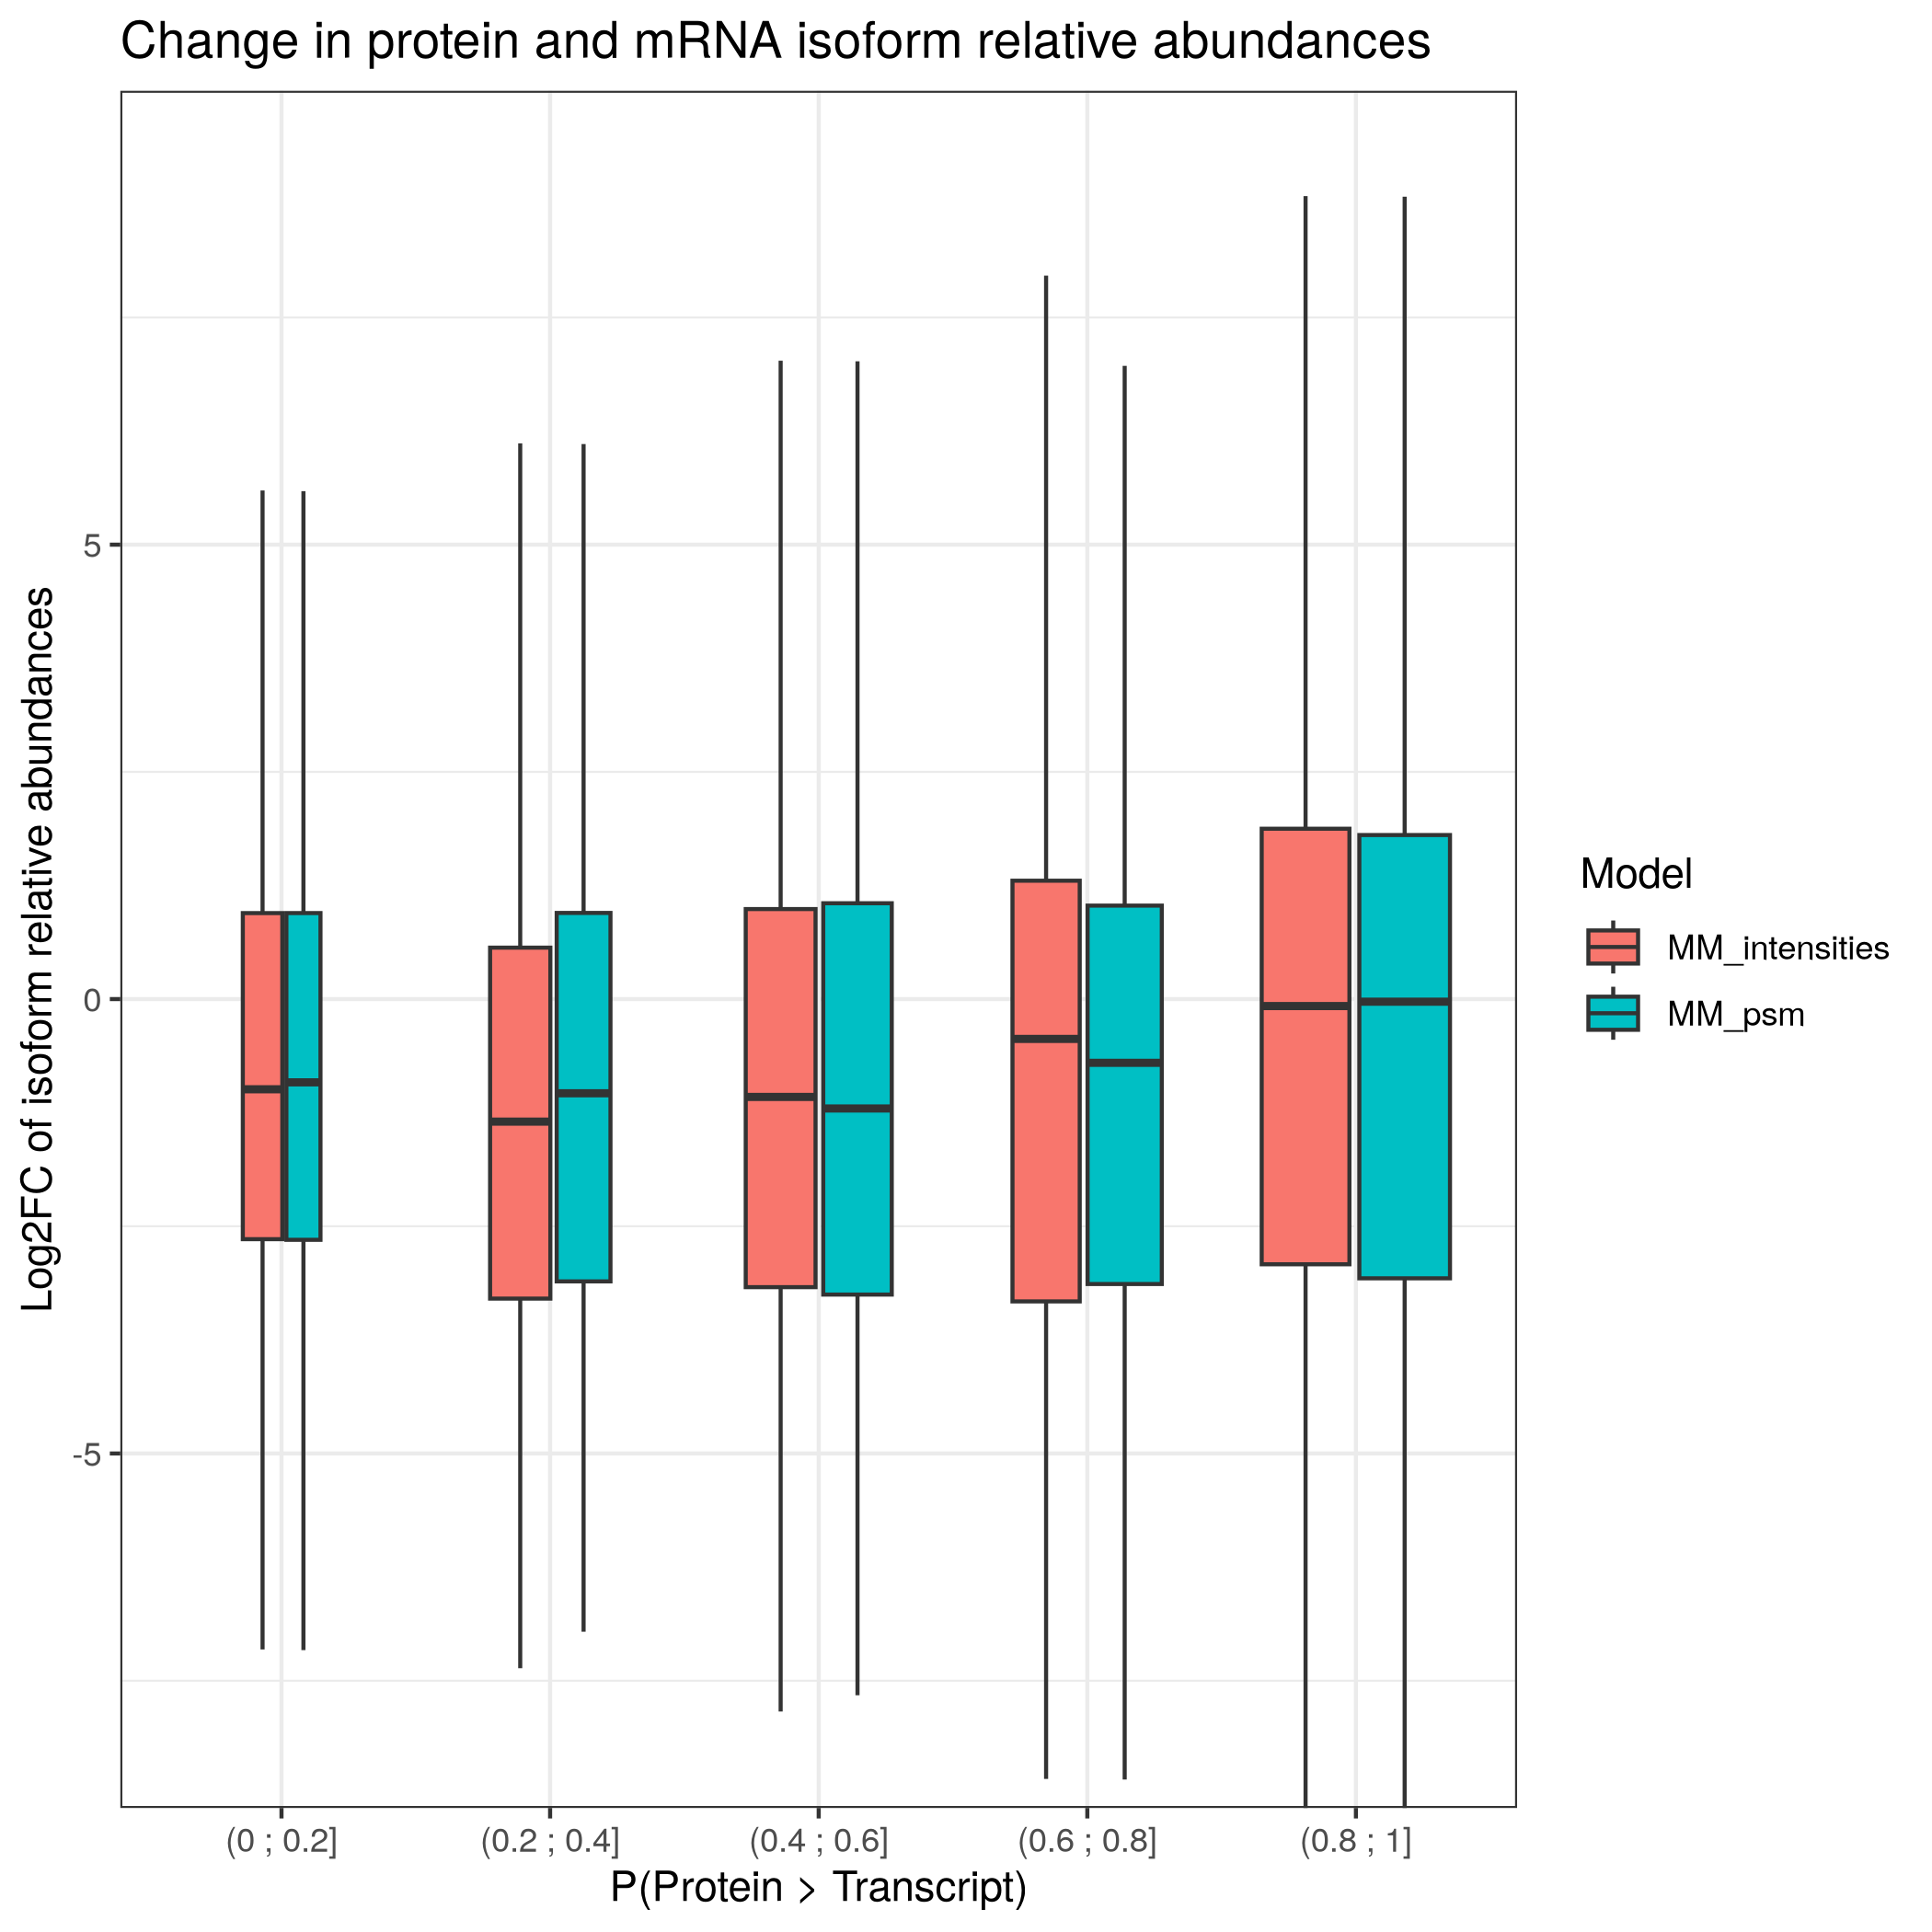 Change in protein and mRNA isoform relative abundances
Log2FC of isoform relative abundances
5
0
-5
(0 ; 0.2]
(0.2 ; 0.4]
(0.4 ; 0.6]
(0.6 ; 0.8]
(0.8 ; 1]
P(Protein > Transcript)
Model
MM_intensities
MM_psm